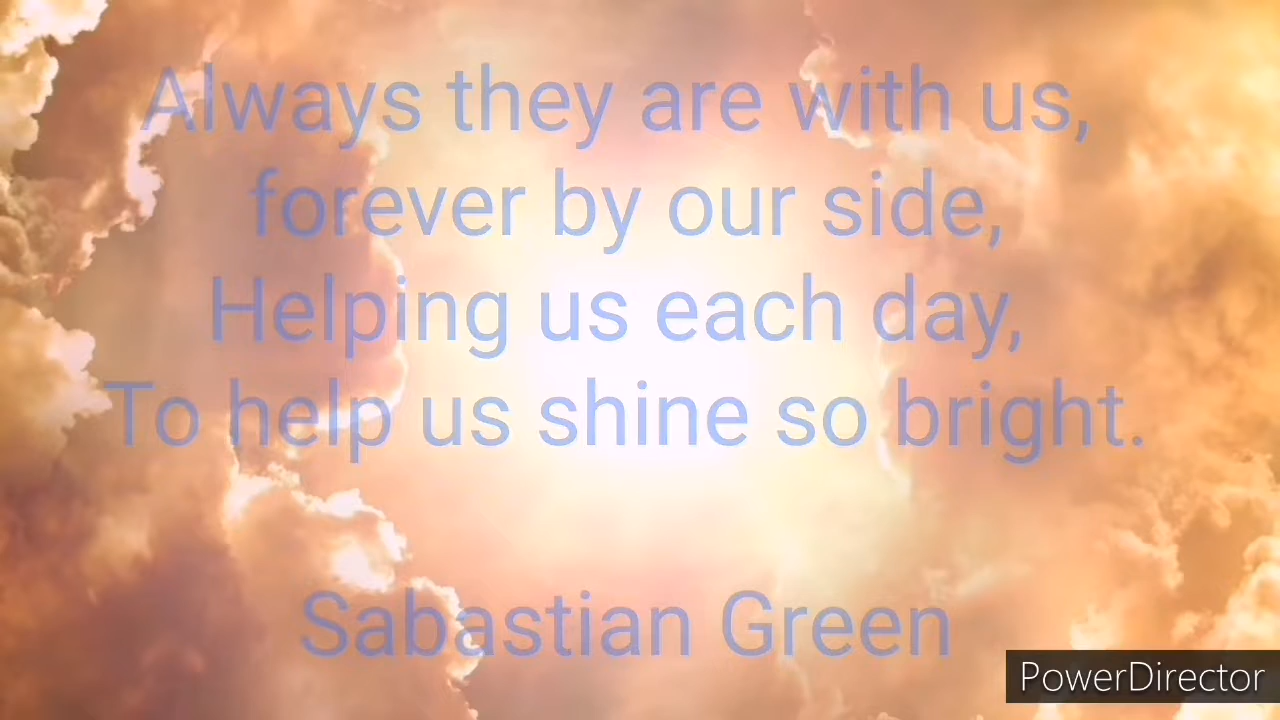 Always they are with us,
forever by our side,
Helping us each day,
To help us shine so bright.
Sabastian Green
PowerDirector